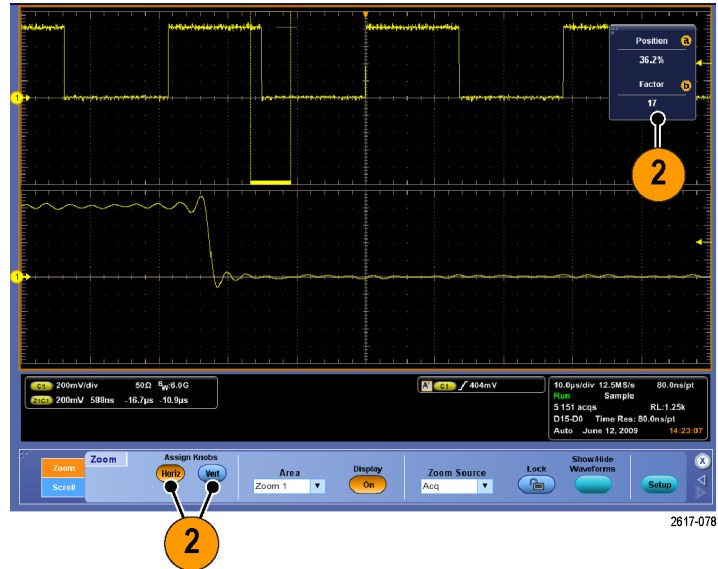 Position a
36.2%
Factor b
17
2
1
1
C1 200mV/div 50Ω BW:6.0G
Z1C1 200mV 588ns -16.7µs -10.9µs
A' C1 404mV
10.0µs/div 12.5MS/s 80.0ns/pt
Run Sample
5 151 acqs RL:1.25k
D15-D0 Time Res: 80.0ns/pt
Auto June 12, 2009 14:23:07
Zoom
Scroll
Zoom
Assign Knobs
Horiz Vert
Area
Zoom 1
Display
On
Zoom Source
Acq
Lock
Show/Hide
Waveforms
Setup
X
2
2617-078